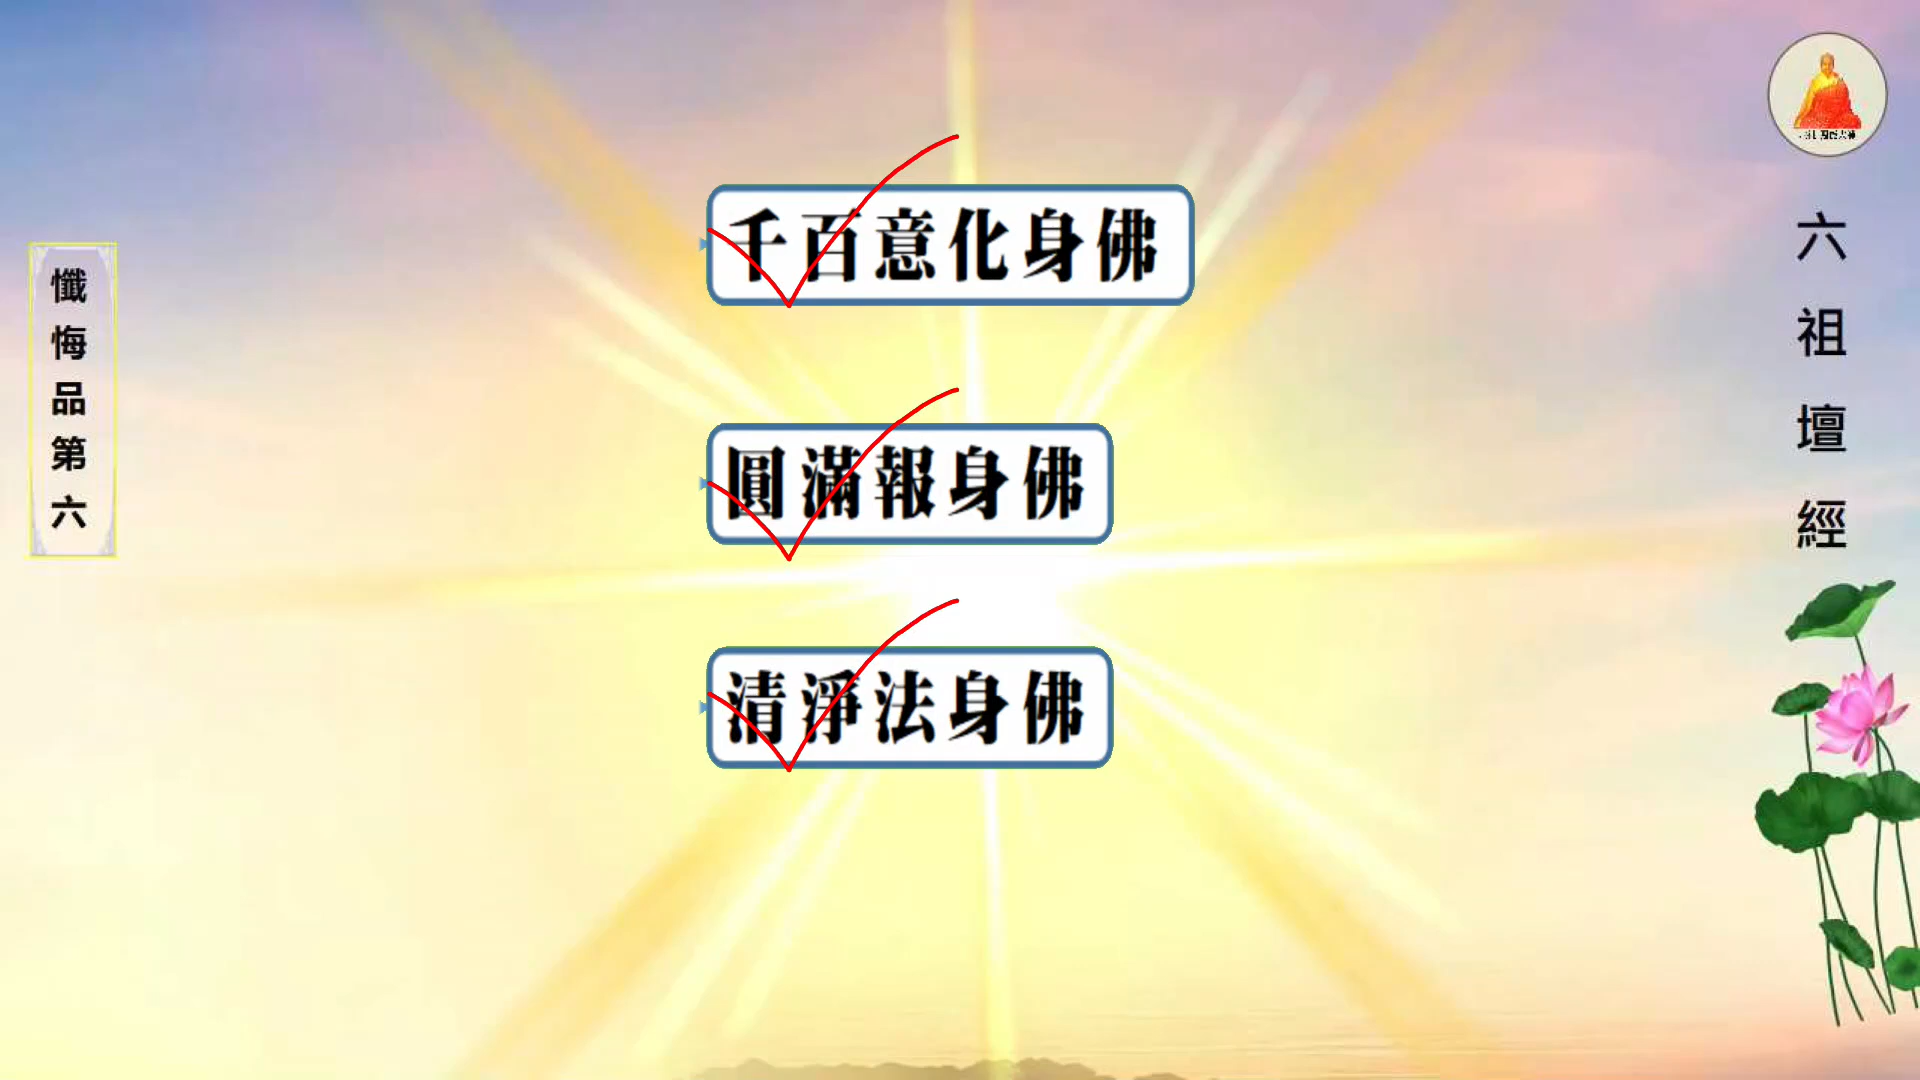 六祖壇經
懺悔品第六
千百意化身佛
圓滿報身佛
清淨法身佛